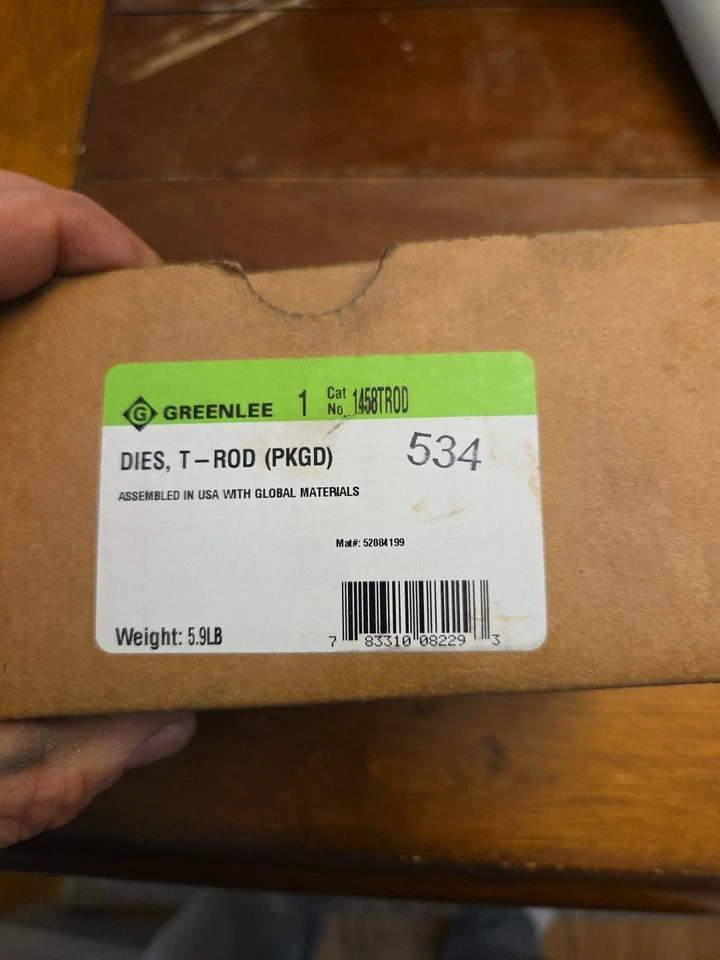 G GREENLEE 1 Cat No. 1458TROD
DIES, T-ROD (PKGD) 534
ASSEMBLED IN USA WITH GLOBAL MATERIALS
Mat#: 52084199
Weight: 5.9LB
7 83310 08229 3